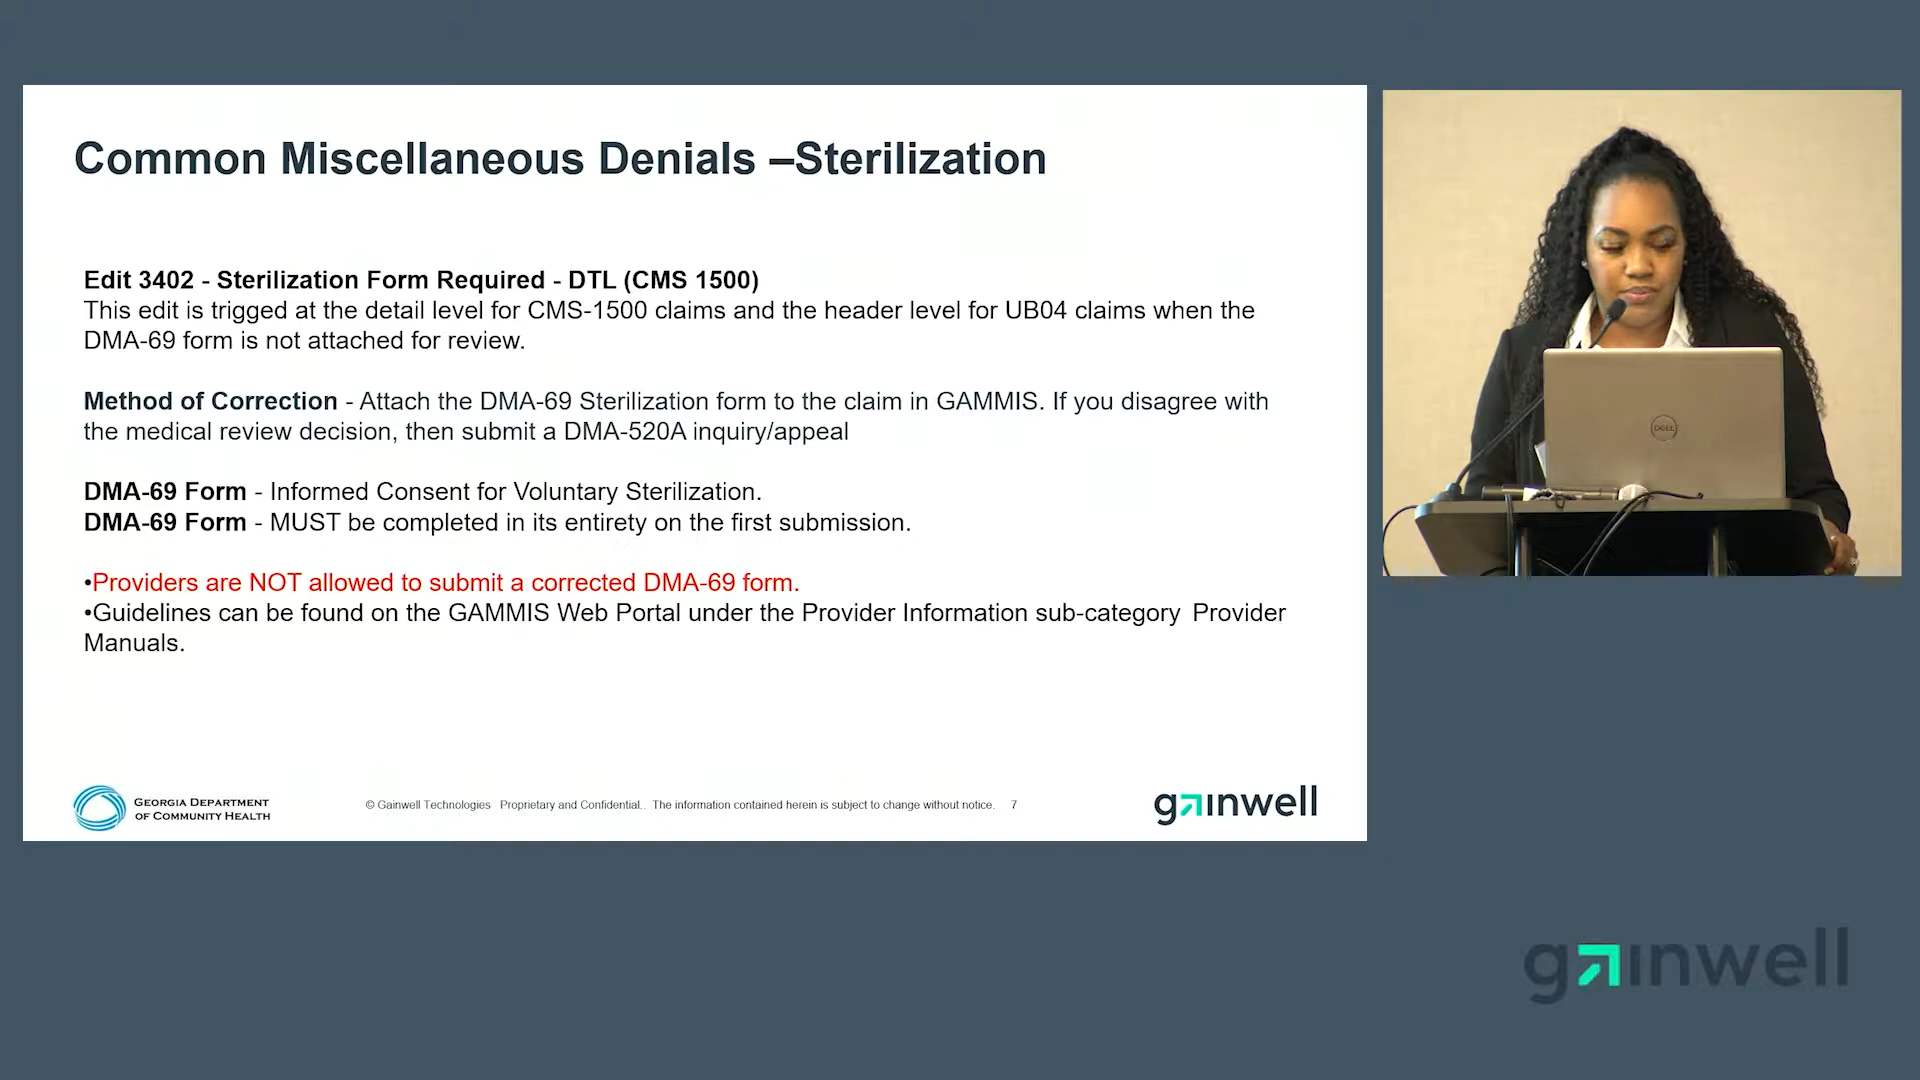 Common Miscellaneous Denials –Sterilization
Edit 3402 - Sterilization Form Required - DTL (CMS 1500)
This edit is trigged at the detail level for CMS-1500 claims and the header level for UB04 claims when the
DMA-69 form is not attached for review.
Method of Correction - Attach the DMA-69 Sterilization form to the claim in GAMMIS. If you disagree with
the medical review decision, then submit a DMA-520A inquiry/appeal
DMA-69 Form - Informed Consent for Voluntary Sterilization.
DMA-69 Form - MUST be completed in its entirety on the first submission.
•Providers are NOT allowed to submit a corrected DMA-69 form.
•Guidelines can be found on the GAMMIS Web Portal under the Provider Information sub-category Provider
Manuals.
GEORGIA DEPARTMENT
OF COMMUNITY HEALTH
© Gainwell Technologies Proprietary and Confidential.. The information contained herein is subject to change without notice. 7
gainwell
DELL
gainwell